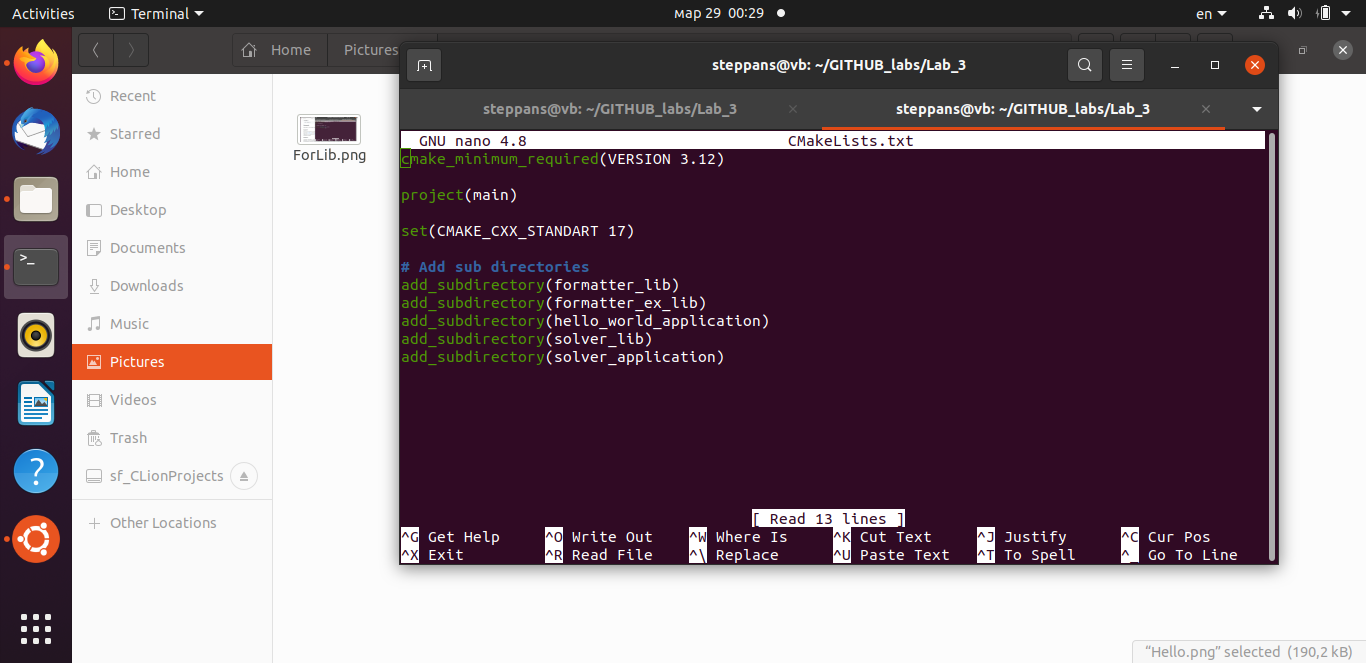 Activities
Terminal
мар 29 00:29
en
Home
Pictures
steppans@vb: ~/GITHUB_labs/Lab_3
steppans@vb: ~/GITHUB_labs/Lab_3
steppans@vb: ~/GITHUB_labs/Lab_3
Recent
Starred
Home
Desktop
Documents
Downloads
Music
Pictures
Videos
Trash
sf_CLionProjects
Other Locations
ForLib.png
GNU nano 4.8 CMakeLists.txt
cmake_minimum_required(VERSION 3.12)
project(main)
set(CMAKE_CXX_STANDART 17)
# Add sub directories
add_subdirectory(formatter_lib)
add_subdirectory(formatter_ex_lib)
add_subdirectory(hello_world_application)
add_subdirectory(solver_lib)
add_subdirectory(solver_application)
[ Read 13 lines ]
^G Get Help ^O Write Out ^W Where Is ^K Cut Text ^J Justify ^C Cur Pos
^X Exit ^R Read File ^\ Replace ^U Paste Text ^T To Spell ^_ Go To Line
"Hello.png" selected (190,2 kB)